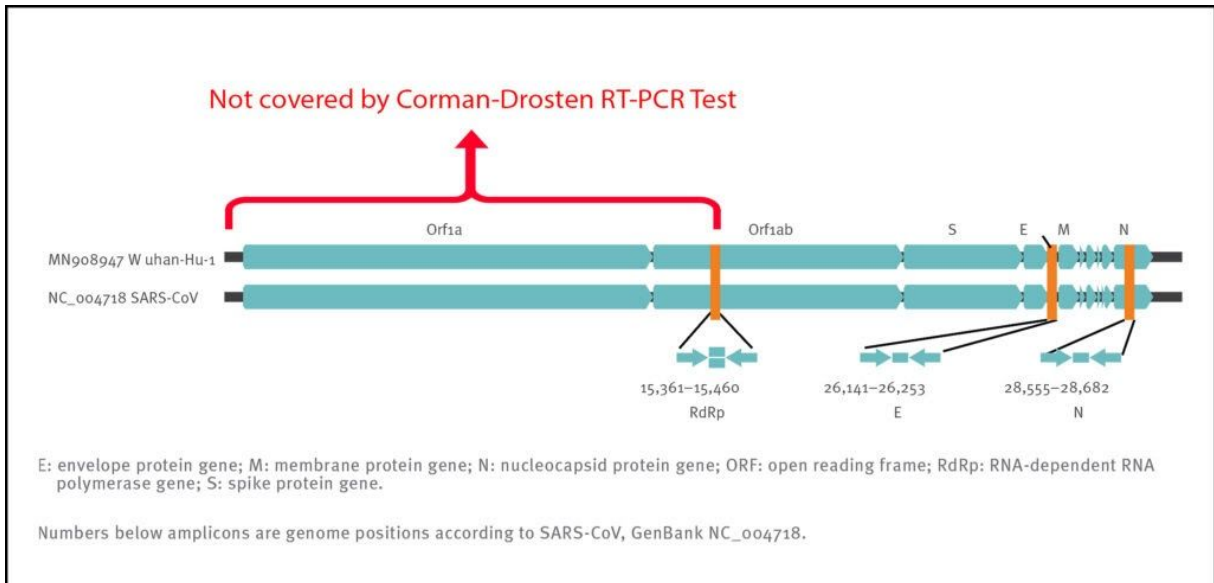 Not covered by Corman-Drosten RT-PCR Test
Orf1a Orf1ab S E M N
MN908947 W uhan-Hu-1
NC_004718 SARS-CoV
15,361–15,460 26,141–26,253 28,555–28,682
RdRp E N
E: envelope protein gene; M: membrane protein gene; N: nucleocapsid protein gene; ORF: open reading frame; RdRp: RNA-dependent RNA
polymerase gene; S: spike protein gene.
Numbers below amplicons are genome positions according to SARS-CoV, GenBank NC_004718.